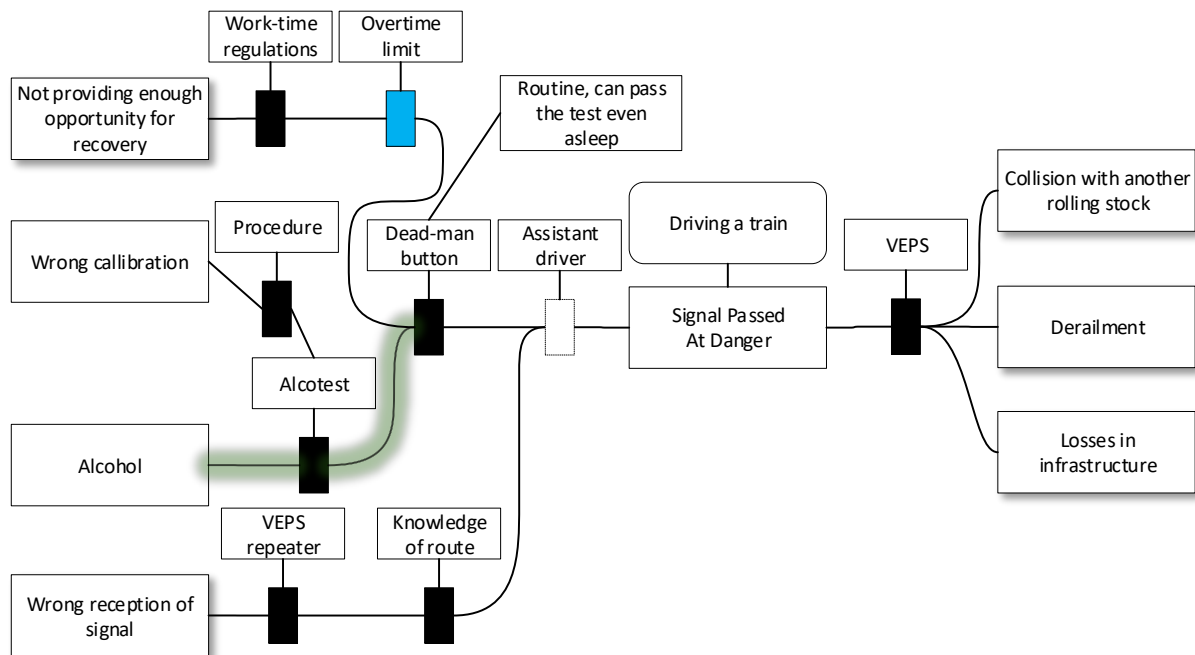 Work-time
regulations
Overtime
limit
Not providing enough
opportunity for
recovery
Routine, can pass
the test even
asleep
Collision with another
rolling stock
Procedure
Dead-man
button
Assistant
driver
Driving a train
VEPS
Wrong callibration
Signal Passed
At Danger
Derailment
Alcotest
Alcohol
Losses in
infrastructure
VEPS
repeater
Knowledge
of route
Wrong reception of
signal